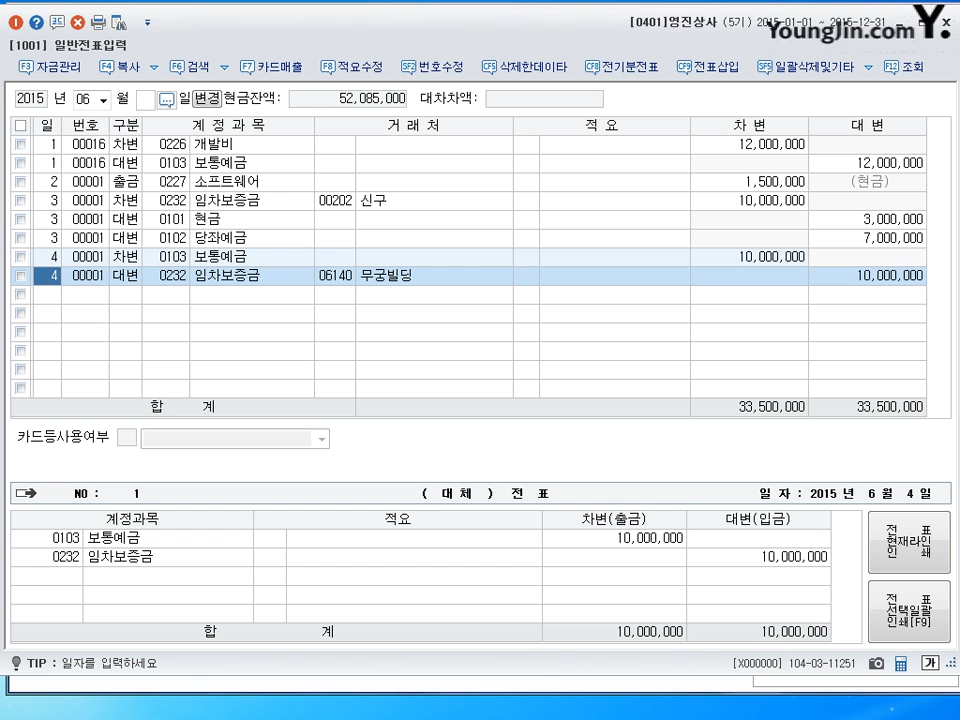 [0401]영진상사 (5기) 2015-01-01 ~ 2015-12-31
YoungJin.com Y.
[1001] 일반전표입력
F3 자금관리 F4 복사 F6 검색 F7 카드매출 F8 적요수정 SF2 번호수정 CF5 삭제한데이타 CF8 전기분전표 CF9 전표삽입 SF5 일괄삭제및기타 F12 조회
2015 년 06 월 ... 일 변경 현금잔액: 52,085,000 대차차액:
일 번호 구분 계 정 과 목 거 래 처 적 요 차 변 대 변
1 00016 차변 0226 개발비 12,000,000
1 00016 대변 0103 보통예금 12,000,000
2 00001 출금 0227 소프트웨어 1,500,000 (현금)
3 00001 차변 0232 임차보증금 00202 신구 10,000,000
3 00001 대변 0101 현금 3,000,000
3 00001 대변 0102 당좌예금 7,000,000
4 00001 차변 0103 보통예금 10,000,000
4 00001 대변 0232 임차보증금 06140 무궁빌딩 10,000,000
합 계 33,500,000 33,500,000
카드등사용여부
NO : 1 ( 대 체 ) 전 표 일 자 : 2015 년 6 월 4 일
계정과목 적요 차변(출금) 대변(입금)
0103 보통예금 10,000,000
0232 임차보증금 10,000,000
합 계 10,000,000 10,000,000
전 표
현재라인
인 쇄
전 표
선택일괄
인쇄[F9]
TIP : 일자를 입력하세요 [X000000] 104-03-11251 가